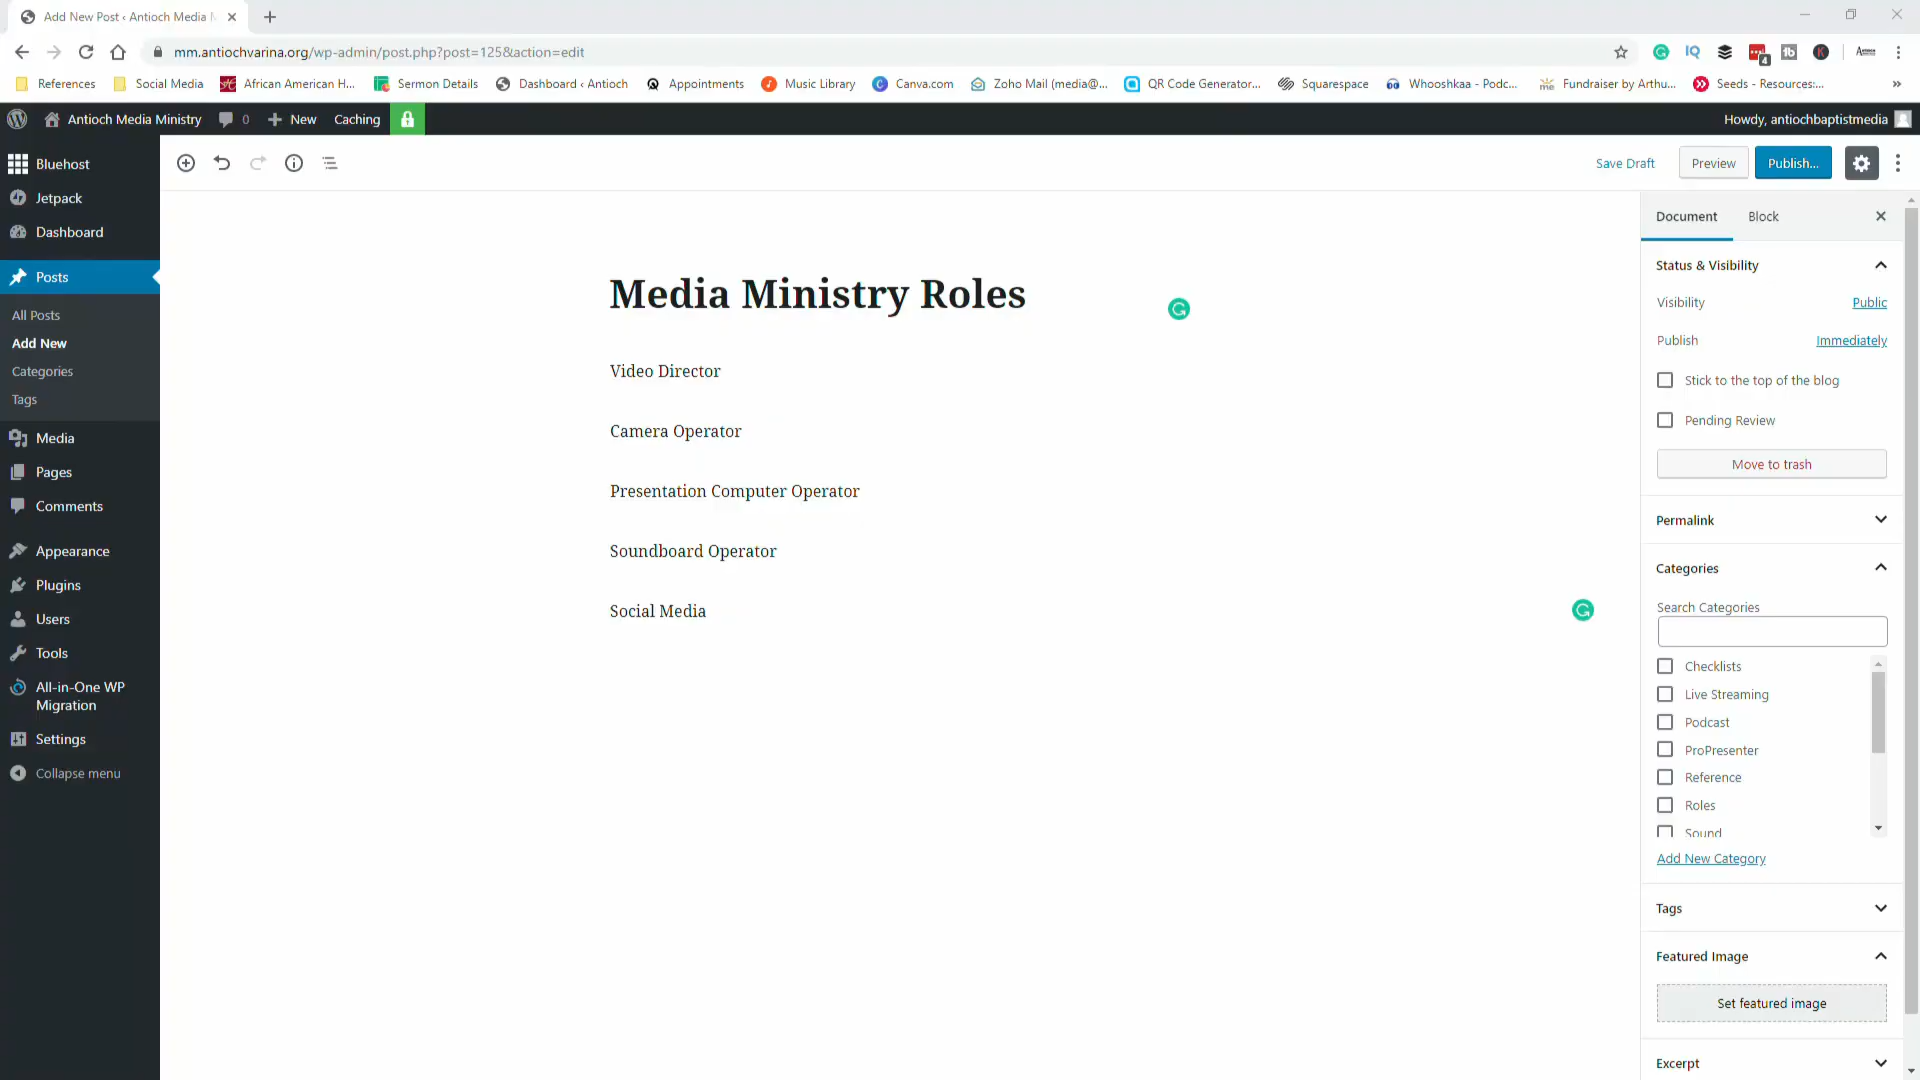 Add New Post ‹ Antioch Media M
mm.antiochvarina.org/wp-admin/post.php?post=125&action=edit
4
References
Social Media
African American H...
Sermon Details
Dashboard ‹ Antioch
Appointments
Music Library
Canva.com
Zoho Mail (media@...
QR Code Generator...
Squarespace
Whooshkaa - Podc...
Fundraiser by Arthu...
Seeds - Resources:...
»
Antioch Media Ministry
0
New
Caching
Howdy, antiochbaptistmedia
Bluehost
Jetpack
Dashboard
Posts
All Posts
Add New
Categories
Tags
Media
Pages
Comments
Appearance
Plugins
Users
Tools
All-in-One WP
Migration
Settings
Collapse menu
Save Draft
Preview
Publish...
Media Ministry Roles
Video Director
Camera Operator
Presentation Computer Operator
Soundboard Operator
Social Media
Document
Block
Status & Visibility
Visibility
Public
Publish
Immediately
Stick to the top of the blog
Pending Review
Move to trash
Permalink
Categories
Search Categories
Checklists
Live Streaming
Podcast
ProPresenter
Reference
Roles
Sound
Add New Category
Tags
Featured Image
Set featured image
Excerpt